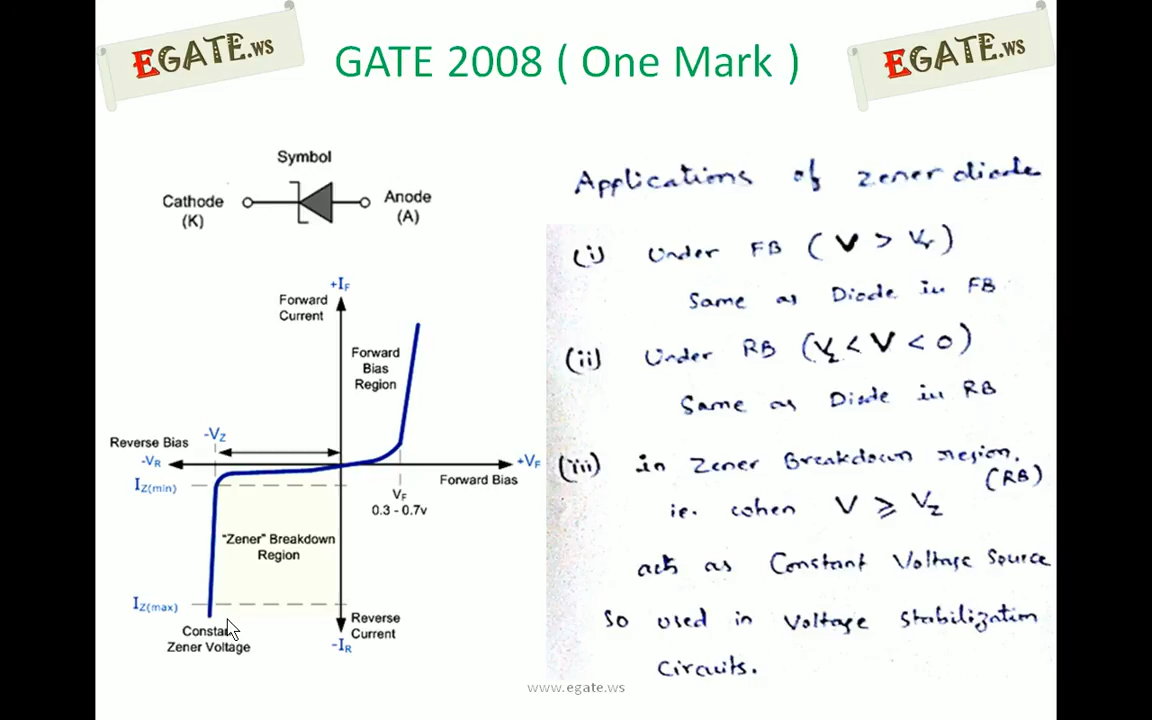 EGATE.ws
GATE 2008 ( One Mark )
EGATE.ws
Symbol
Cathode
(K)
Anode
(A)
+IF
Forward
Current
Forward
Bias
Region
Reverse Bias
-VZ
-VR
+VF
Forward Bias
IZ(min)
VF
0.3 - 0.7v
"Zener" Breakdown
Region
IZ(max)
Reverse
Current
-IR
Zener Voltage
Applications of zener diode
(i) Under FB ( V > Vr )
Same as Diode in FB
(ii) Under RB ( VZ < V < 0 )
Same as Diode in RB
(iii) in Zener Breakdown region,
(RB)
ie. when V ⩾ VZ
acts as Constant Voltage Source
So used in Voltage Stabilization
Circuits.
www.egate.ws